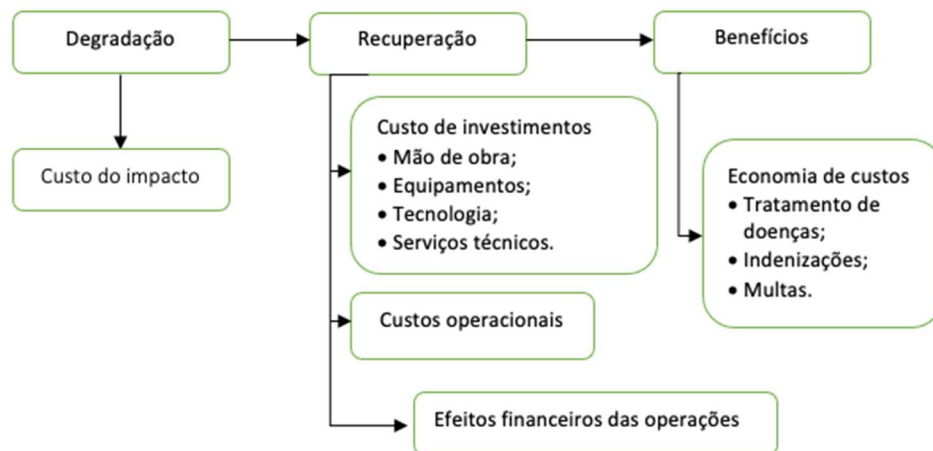 Degradação
Recuperação
Benefícios
Custo do impacto
Custo de investimentos
• Mão de obra;
• Equipamentos;
• Tecnologia;
• Serviços técnicos.
Economia de custos
• Tratamento de
doenças;
• Indenizações;
• Multas.
Custos operacionais
Efeitos financeiros das operações